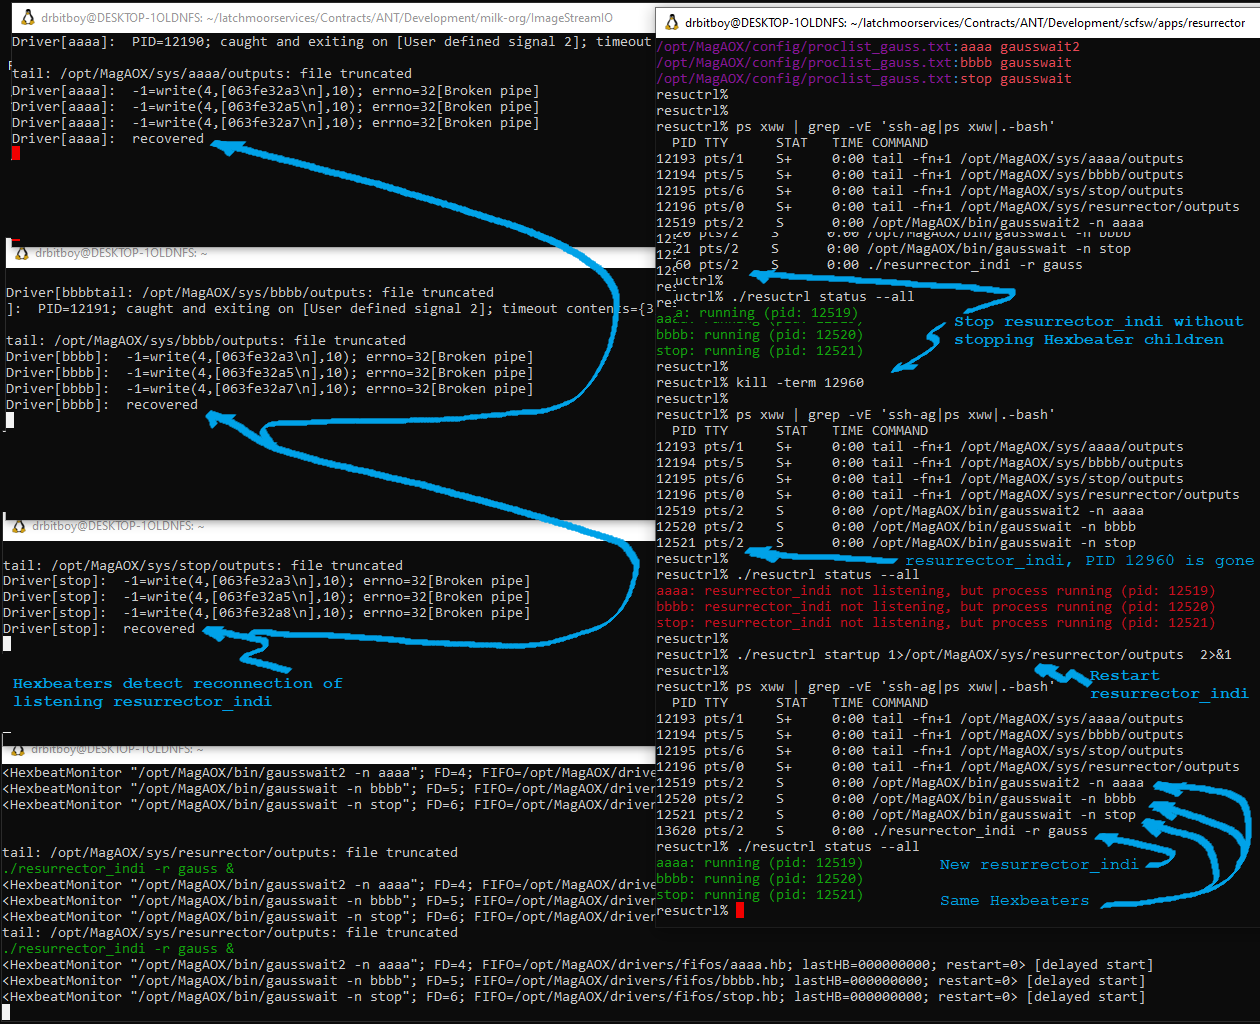 drbitboy@DESKTOP-1OLDNFS: ~/latchmoorservices/Contracts/ANT/Development/milk-org/ImageStreamIO
Driver[aaaa]:  PID=12190; caught and exiting on [User defined signal 2]; timeout
tail: /opt/MagAOX/sys/aaaa/outputs: file truncated
Driver[aaaa]:  -1=write(4,[063fe32a3\n],10); errno=32[Broken pipe]
Driver[aaaa]:  -1=write(4,[063fe32a5\n],10); errno=32[Broken pipe]
Driver[aaaa]:  -1=write(4,[063fe32a7\n],10); errno=32[Broken pipe]
Driver[aaaa]:  recovered
drbitboy@DESKTOP-1OLDNFS: ~
Driver[bbbbtail: /opt/MagAOX/sys/bbbb/outputs: file truncated
]:  PID=12191; caught and exiting on [User defined signal 2]; timeout contents={3
tail: /opt/MagAOX/sys/bbbb/outputs: file truncated
Driver[bbbb]:  -1=write(4,[063fe32a3\n],10); errno=32[Broken pipe]
Driver[bbbb]:  -1=write(4,[063fe32a5\n],10); errno=32[Broken pipe]
Driver[bbbb]:  -1=write(4,[063fe32a7\n],10); errno=32[Broken pipe]
Driver[bbbb]:  recovered
drbitboy@DESKTOP-1OLDNFS: ~
tail: /opt/MagAOX/sys/stop/outputs: file truncated
Driver[stop]:  -1=write(4,[063fe32a3\n],10); errno=32[Broken pipe]
Driver[stop]:  -1=write(4,[063fe32a5\n],10); errno=32[Broken pipe]
Driver[stop]:  -1=write(4,[063fe32a8\n],10); errno=32[Broken pipe]
Driver[stop]:  recovered
Hexbeaters detect reconnection of
listening resurrector_indi
drbitboy@DESKTOP-1OLDNFS: ~
<HexbeatMonitor "/opt/MagAOX/bin/gausswait2 -n aaaa"; FD=4; FIFO=/opt/MagAOX/drive
<HexbeatMonitor "/opt/MagAOX/bin/gausswait -n bbbb"; FD=5; FIFO=/opt/MagAOX/driver
<HexbeatMonitor "/opt/MagAOX/bin/gausswait -n stop"; FD=6; FIFO=/opt/MagAOX/driver
tail: /opt/MagAOX/sys/resurrector/outputs: file truncated
./resurrector_indi -r gauss &
<HexbeatMonitor "/opt/MagAOX/bin/gausswait2 -n aaaa"; FD=4; FIFO=/opt/MagAOX/drive
<HexbeatMonitor "/opt/MagAOX/bin/gausswait -n bbbb"; FD=5; FIFO=/opt/MagAOX/driver
<HexbeatMonitor "/opt/MagAOX/bin/gausswait -n stop"; FD=6; FIFO=/opt/MagAOX/driver
tail: /opt/MagAOX/sys/resurrector/outputs: file truncated
./resurrector_indi -r gauss &
<HexbeatMonitor "/opt/MagAOX/bin/gausswait2 -n aaaa"; FD=4; FIFO=/opt/MagAOX/drivers/fifos/aaaa.hb; lastHB=000000000; restart=0> [delayed start]
<HexbeatMonitor "/opt/MagAOX/bin/gausswait -n bbbb"; FD=5; FIFO=/opt/MagAOX/drivers/fifos/bbbb.hb; lastHB=000000000; restart=0> [delayed start]
<HexbeatMonitor "/opt/MagAOX/bin/gausswait -n stop"; FD=6; FIFO=/opt/MagAOX/drivers/fifos/stop.hb; lastHB=000000000; restart=0> [delayed start]
drbitboy@DESKTOP-1OLDNFS: ~/latchmoorservices/Contracts/ANT/Development/scfsw/apps/resurrector
/opt/MagAOX/config/proclist_gauss.txt:aaaa gausswait2
/opt/MagAOX/config/proclist_gauss.txt:bbbb gausswait
/opt/MagAOX/config/proclist_gauss.txt:stop gausswait
resuctrl%
resuctrl%
resuctrl% ps xww | grep -vE 'ssh-ag|ps xww|.-bash'
PID TTY      STAT   TIME COMMAND
12193 pts/1    S+     0:00 tail -fn+1 /opt/MagAOX/sys/aaaa/outputs
12194 pts/5    S+     0:00 tail -fn+1 /opt/MagAOX/sys/bbbb/outputs
12195 pts/6    S+     0:00 tail -fn+1 /opt/MagAOX/sys/stop/outputs
12196 pts/0    S+     0:00 tail -fn+1 /opt/MagAOX/sys/resurrector/outputs
12519 pts/2    S      0:00 /opt/MagAOX/bin/gausswait2 -n aaaa
20 pts/2    S      0:00 /opt/MagAOX/bin/gausswait -n bbbb
21 pts/2    S      0:00 /opt/MagAOX/bin/gausswait -n stop
60 pts/2    S      0:00 ./resurrector_indi -r gauss
uctrl%
uctrl% ./resuctrl status --all
a: running (pid: 12519)
bbbb: running (pid: 12520)
stop: running (pid: 12521)
Stop resurrector_indi without
stopping Hexbeater children
resuctrl%
resuctrl% kill -term 12960
resuctrl%
resuctrl% ps xww | grep -vE 'ssh-ag|ps xww|.-bash'
PID TTY      STAT   TIME COMMAND
12193 pts/1    S+     0:00 tail -fn+1 /opt/MagAOX/sys/aaaa/outputs
12194 pts/5    S+     0:00 tail -fn+1 /opt/MagAOX/sys/bbbb/outputs
12195 pts/6    S+     0:00 tail -fn+1 /opt/MagAOX/sys/stop/outputs
12196 pts/0    S+     0:00 tail -fn+1 /opt/MagAOX/sys/resurrector/outputs
12519 pts/2    S      0:00 /opt/MagAOX/bin/gausswait2 -n aaaa
12520 pts/2    S      0:00 /opt/MagAOX/bin/gausswait -n bbbb
12521 pts/2    S      0:00 /opt/MagAOX/bin/gausswait -n stop
resuctrl%
resurrector_indi, PID 12960 is gone
resuctrl% ./resuctrl status --all
aaaa: resurrector_indi not listening, but process running (pid: 12519)
bbbb: resurrector_indi not listening, but process running (pid: 12520)
stop: resurrector_indi not listening, but process running (pid: 12521)
resuctrl%
resuctrl% ./resuctrl startup 1>/opt/MagAOX/sys/resurrector/outputs  2>&1
resuctrl%
Restart
resurrector_indi
resuctrl% ps xww | grep -vE 'ssh-ag|ps xww|.-bash'
PID TTY      STAT   TIME COMMAND
12193 pts/1    S+     0:00 tail -fn+1 /opt/MagAOX/sys/aaaa/outputs
12194 pts/5    S+     0:00 tail -fn+1 /opt/MagAOX/sys/bbbb/outputs
12195 pts/6    S+     0:00 tail -fn+1 /opt/MagAOX/sys/stop/outputs
12196 pts/0    S+     0:00 tail -fn+1 /opt/MagAOX/sys/resurrector/outputs
12519 pts/2    S      0:00 /opt/MagAOX/bin/gausswait2 -n aaaa
12520 pts/2    S      0:00 /opt/MagAOX/bin/gausswait -n bbbb
12521 pts/2    S      0:00 /opt/MagAOX/bin/gausswait -n stop
13620 pts/2    S      0:00 ./resurrector_indi -r gauss
resuctrl% ./resuctrl status --all
aaaa: running (pid: 12519)
bbbb: running (pid: 12520)
stop: running (pid: 12521)
resuctrl%
New resurrector_indi
Same Hexbeaters